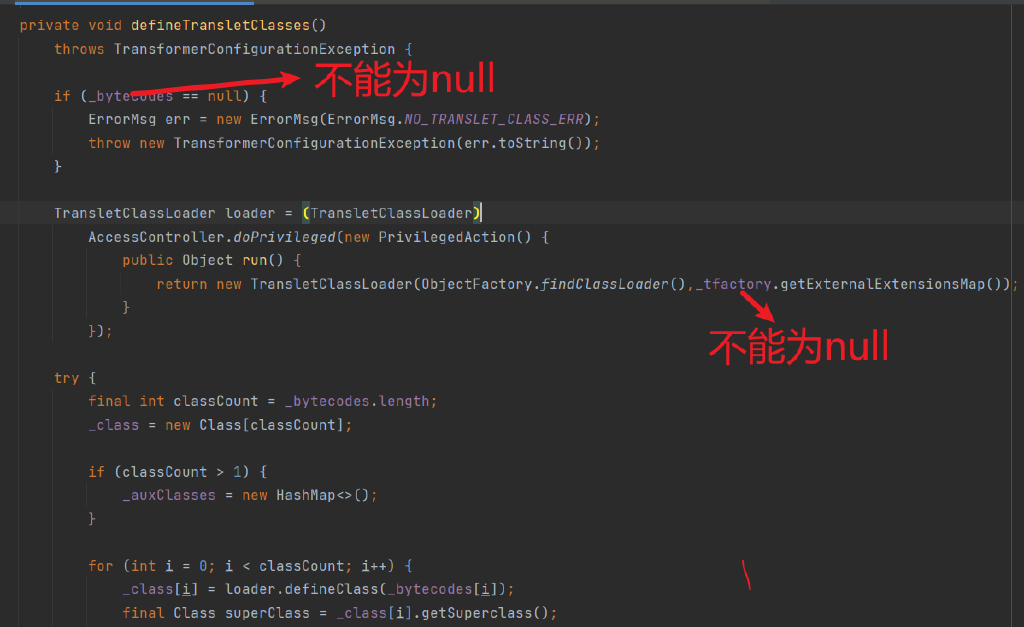 private void defineTransletClasses()
throws TransformerConfigurationException {
不能为null
if (_bytecodes == null) {
ErrorMsg err = new ErrorMsg(ErrorMsg.NO_TRANSLET_CLASS_ERR);
throw new TransformerConfigurationException(err.toString());
}
TransletClassLoader loader = (TransletClassLoader)
AccessController.doPrivileged(new PrivilegedAction() {
public Object run() {
return new TransletClassLoader(ObjectFactory.findClassLoader(),_tfactory.getExternalExtensionsMap());
}
不能为null
});
try {
final int classCount = _bytecodes.length;
_class = new Class[classCount];
if (classCount > 1) {
_auxClasses = new HashMap<>();
}
for (int i = 0; i < classCount; i++) {
_class[i] = loader.defineClass(_bytecodes[i]);
final Class superClass = _class[i].getSuperclass();